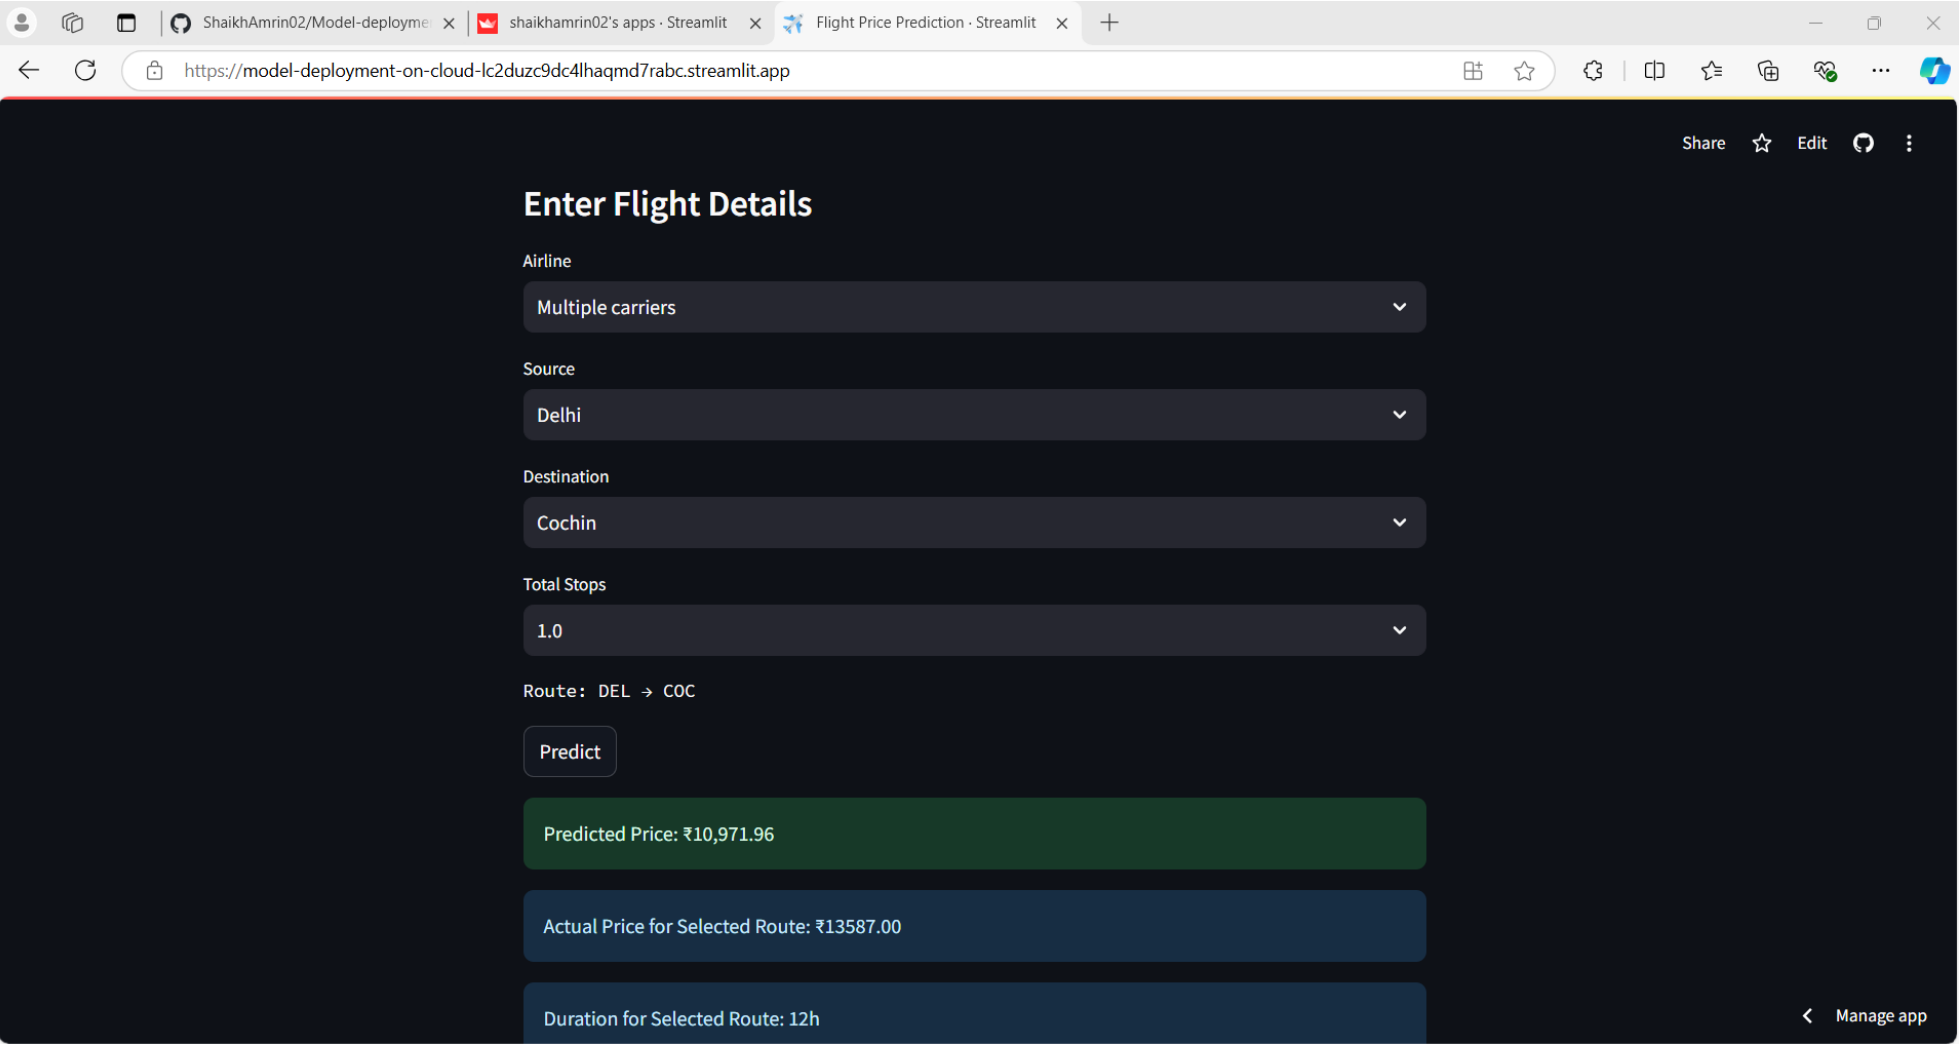 ShaikhAmrin02/Model-deployme
shaikhamrin02's apps · Streamlit
Flight Price Prediction · Streamlit
https://model-deployment-on-cloud-lc2duzc9dc4lhaqmd7rabc.streamlit.app
Share
Edit
Enter Flight Details
Airline
Multiple carriers
Source
Delhi
Destination
Cochin
Total Stops
1.0
Route: DEL → COC
Predict
Predicted Price: ₹10,971.96
Actual Price for Selected Route: ₹13587.00
Duration for Selected Route: 12h
Manage app